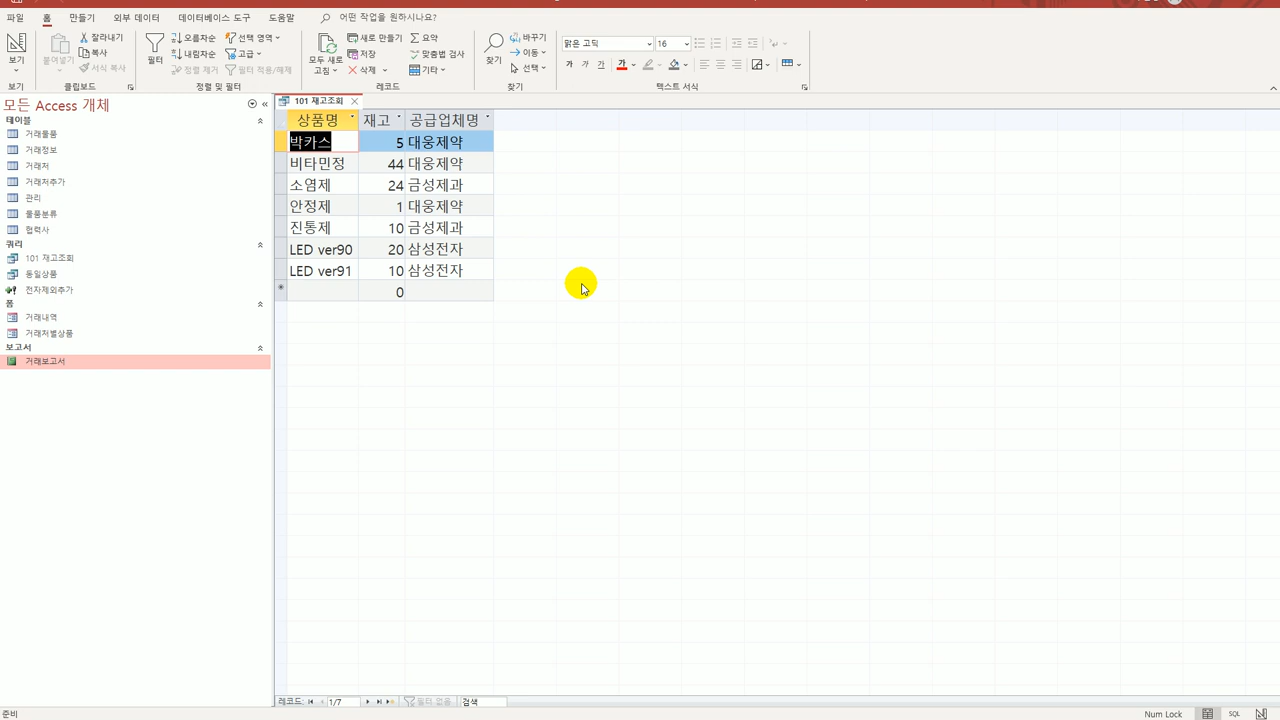 파일 홈 만들기 외부 데이터 데이터베이스 도구 도움말 어떤 작업을 원하시나요?
보기
보기
붙여넣기
잘라내기
복사
서식 복사
클립보드
필터
오름차순
내림차순
정렬 제거
선택 영역
고급
필터 적용/해제
정렬 및 필터
모두 새로 고침
새로 만들기
저장
삭제
요약
맞춤법 검사
기타
레코드
찾기
바꾸기
이동
선택
찾기
맑은 고딕 16
가 가 가 가
텍스트 서식
모든 Access 개체
테이블
거래물품
거래정보
거래처
거래처추가
관리
물품분류
협력사
쿼리
101 재고조회
동일상품
전자제외추가
폼
거래내역
거래처별상품
보고서
거래보고서
101 재고조회
상품명 재고 공급업체명
박카스 5 대웅제약
비타민정 44 대웅제약
소염제 24 금성제과
안정제 1 대웅제약
진통제 10 금성제과
LED ver90 20 삼성전자
LED ver91 10 삼성전자
* 0
레코드: 1/7 필터 없음 검색
준비 Num Lock SQL